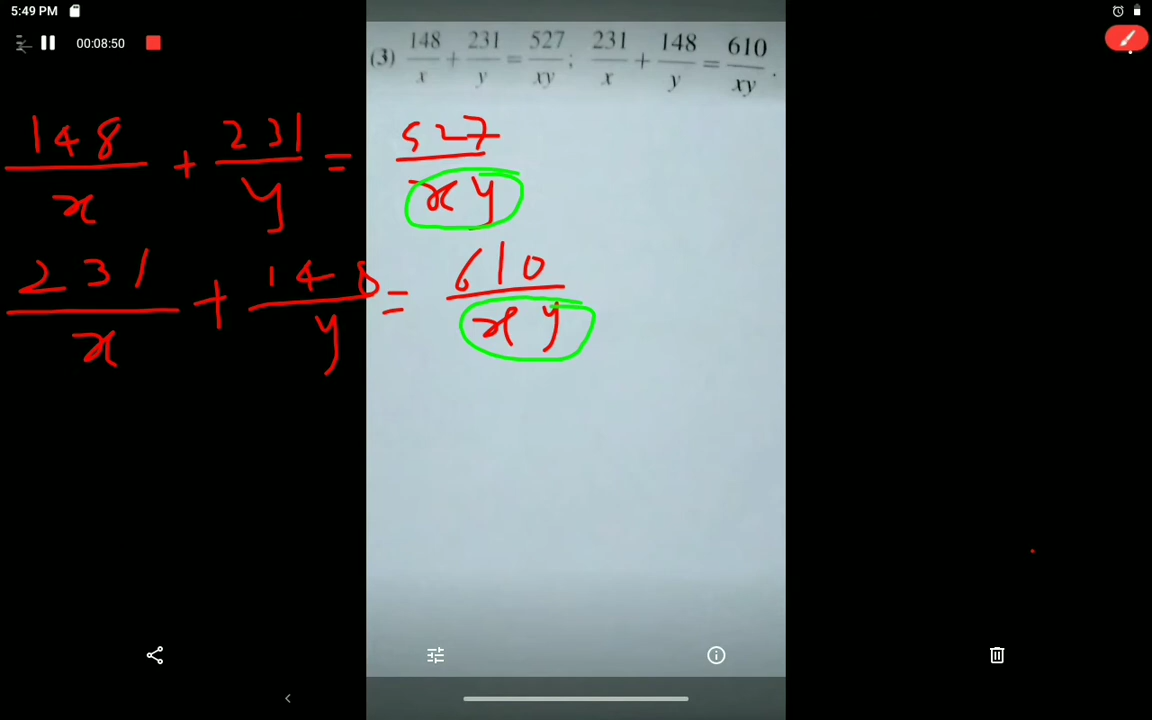 5:49 PM
00:08:50
(3) 148/x + 231/y = 527/xy ; 231/x + 148/y = 610/xy .
148/x + 231/y = 527/xy
231/x + 148/y = 610/xy